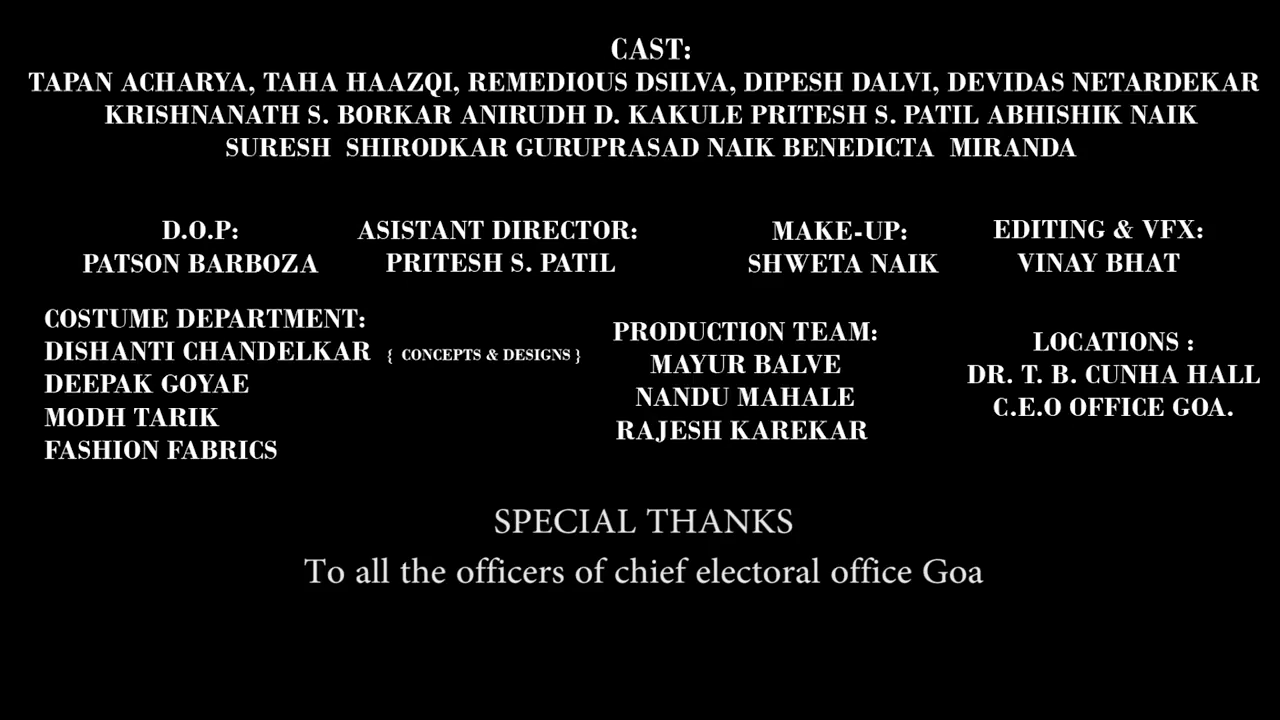 CAST:
TAPAN ACHARYA, TAHA HAAZQI, REMEDIOUS DSILVA, DIPESH DALVI, DEVIDAS NETARDEKAR
KRISHNANATH S. BORKAR ANIRUDH D. KAKULE PRITESH S. PATIL ABHISHIK NAIK
SURESH SHIRODKAR GURUPRASAD NAIK BENEDICTA MIRANDA
D.O.P:
PATSON BARBOZA
ASISTANT DIRECTOR:
PRITESH S. PATIL
MAKE-UP:
SHWETA NAIK
EDITING & VFX:
VINAY BHAT
COSTUME DEPARTMENT:
DISHANTI CHANDELKAR { CONCEPTS & DESIGNS }
DEEPAK GOYAE
MODH TARIK
FASHION FABRICS
PRODUCTION TEAM:
MAYUR BALVE
NANDU MAHALE
RAJESH KAREKAR
LOCATIONS :
DR. T. B. CUNHA HALL
C.E.O OFFICE GOA.
SPECIAL THANKS
To all the officers of chief electoral office Goa